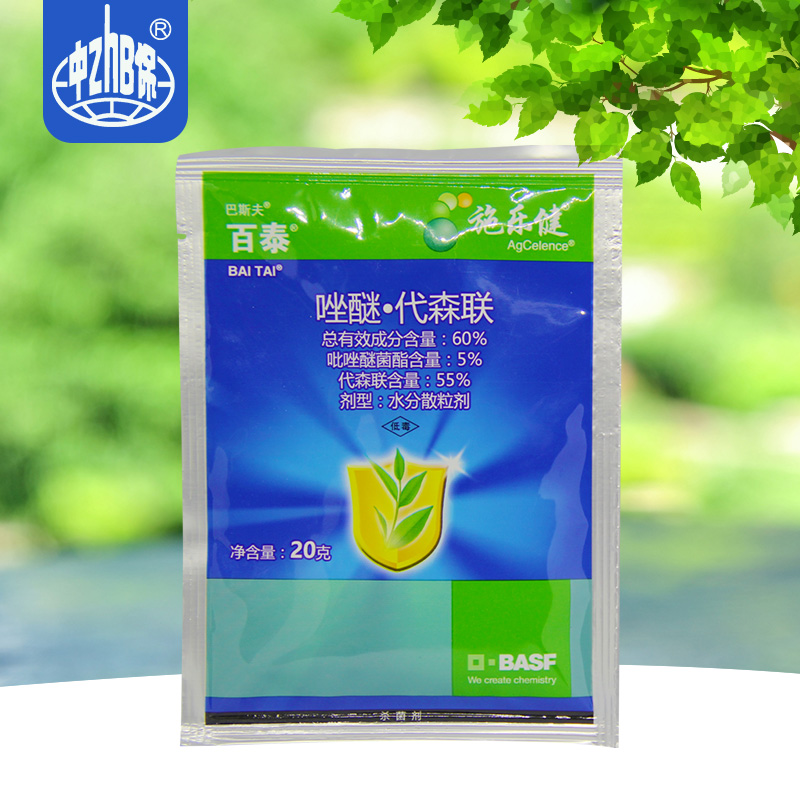 中ZhB保®
巴斯夫®
百泰®
BAI TAI®
施乐健®
AgCelence®
唑醚·代森联
总有效成分含量：60%
吡唑醚菌酯含量：5%
代森联含量：55%
剂型：水分散粒剂
低毒
净含量：20克
BASF
We create chemistry
杀菌剂